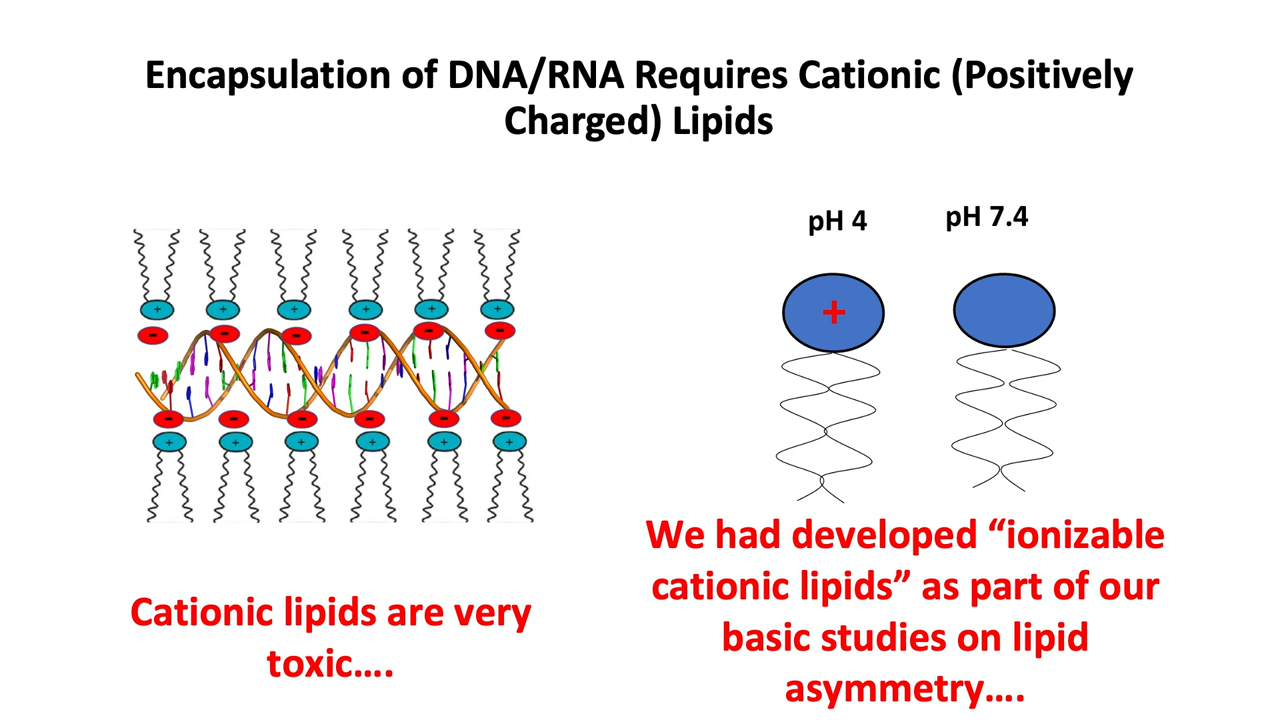 Encapsulation of DNA/RNA Requires Cationic (Positively
Charged) Lipids
pH 4
pH 7.4
+ + + + + +
- - - - - -
- - - - - -
+ + + + + +
+
Cationic lipids are very
toxic....
We had developed “ionizable
cationic lipids” as part of our
basic studies on lipid
asymmetry....